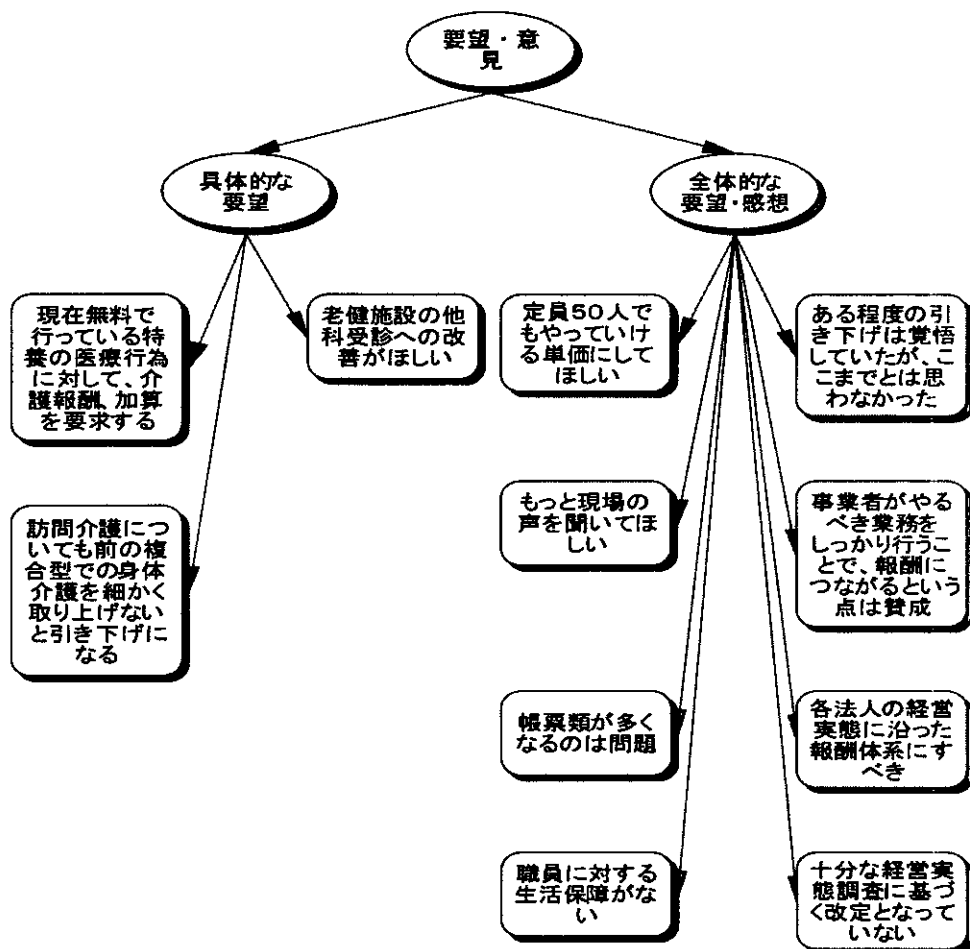 要望・意
見
具体的な
要望
全体的な
要望・感想
現在無料で
行っている特
養の医療行為
に対して、介
護報酬、加算
を要求する
老健施設の他
科受診への改
善がほしい
訪問介護につ
いても前の複
合型での身体
介護を細かく
取り上げない
と引き下げに
なる
定員50人で
もやっていけ
る単価にして
ほしい
ある程度の引
き下げは覚悟
していたが、こ
こまでとは思
わなかった
もっと現場の
声を聞いてほ
しい
事業者がやる
べき業務を
しっかり行うこ
とで、報酬に
つながるという
点は賛成
帳票類が多く
なるのは問題
各法人の経営
実態に沿った
報酬体系にす
べき
職員に対する
生活保障がな
い
十分な経営実
態調査に基づ
く改定となって
いない